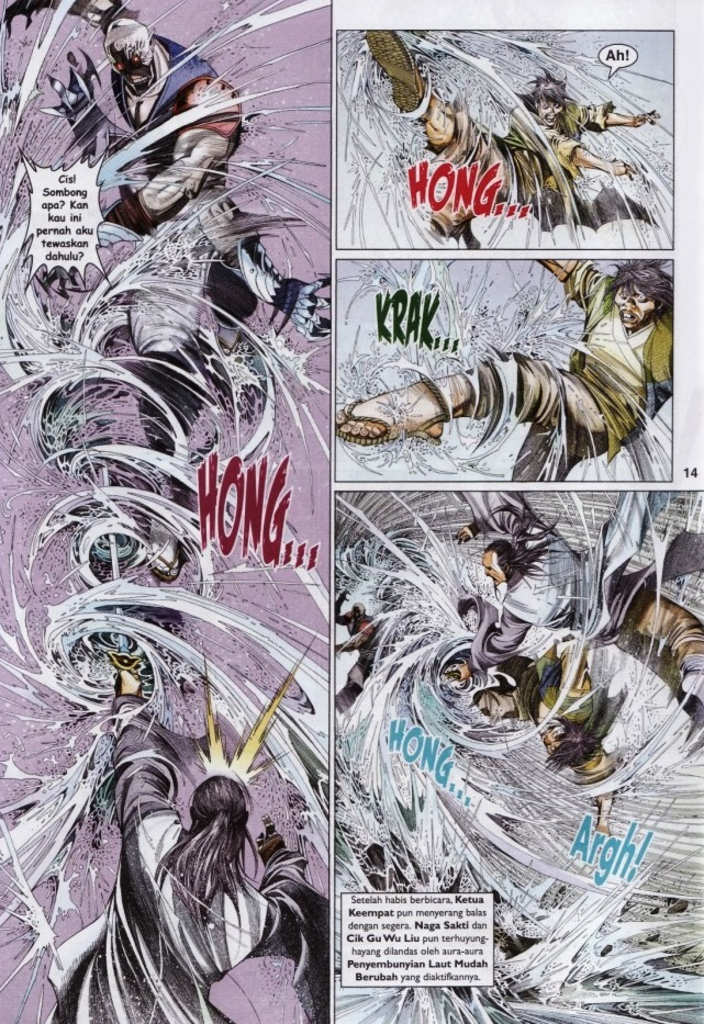 Cis!
Sombong
apa? Kan
kau ini
pernah aku
tewaskan
dahulu?
HONG...
Ah!
HONG...
KRAK...
14
HONG...
Argh!
Setelah habis berbicara, Ketua
Keempat pun menyerang balas
dengan segera. Naga Sakti dan
Cik Gu Wu Liu pun terhuyung-
hayang dilandas oleh aura-aura
Penyembunyian Laut Mudah
Berubah yang diaktifkannya.